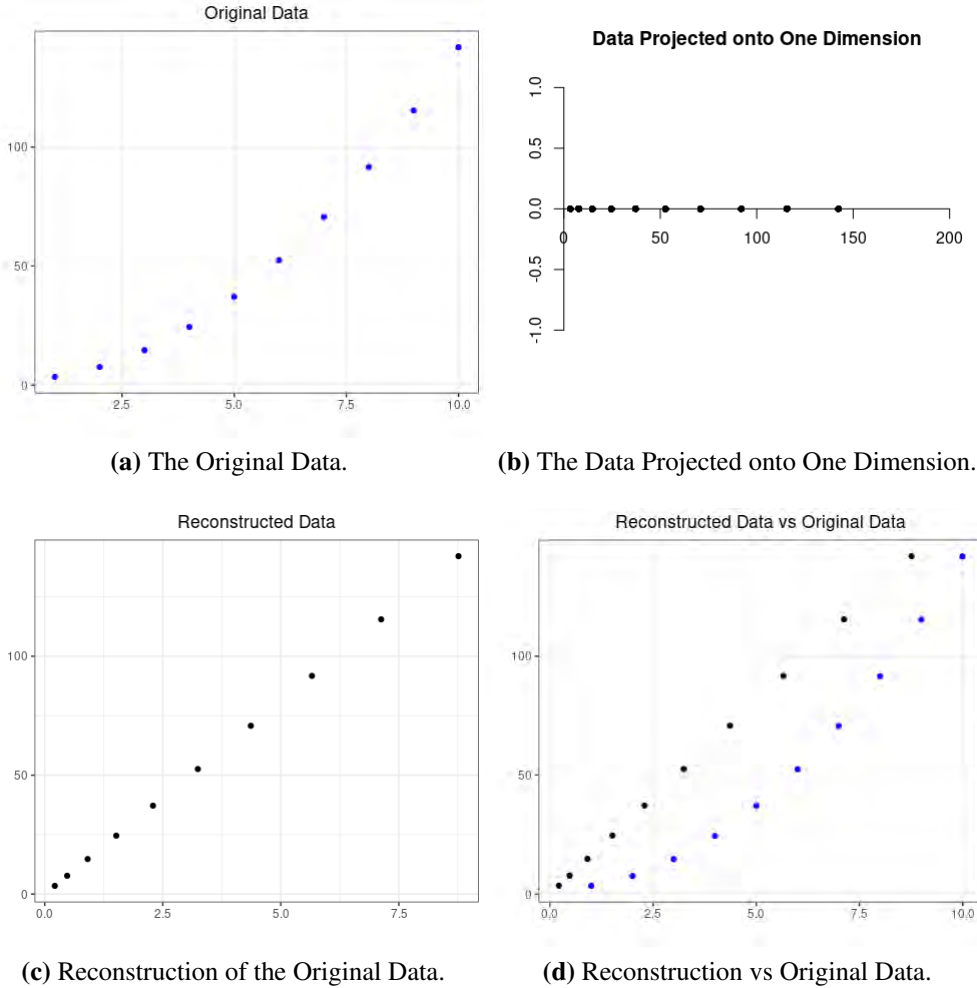 Original Data
100
50
0
2.5 5.0 7.5 10.0
Data Projected onto One Dimension
1.0
0.5
0.0
-0.5
-1.0
0 50 100 150 200
(a) The Original Data.
(b) The Data Projected onto One Dimension.
Reconstructed Data
100
50
0
0.0 2.5 5.0 7.5
Reconstructed Data vs Original Data
100
50
0
0.0 2.5 5.0 7.5 10.0
(c) Reconstruction of the Original Data.
(d) Reconstruction vs Original Data.